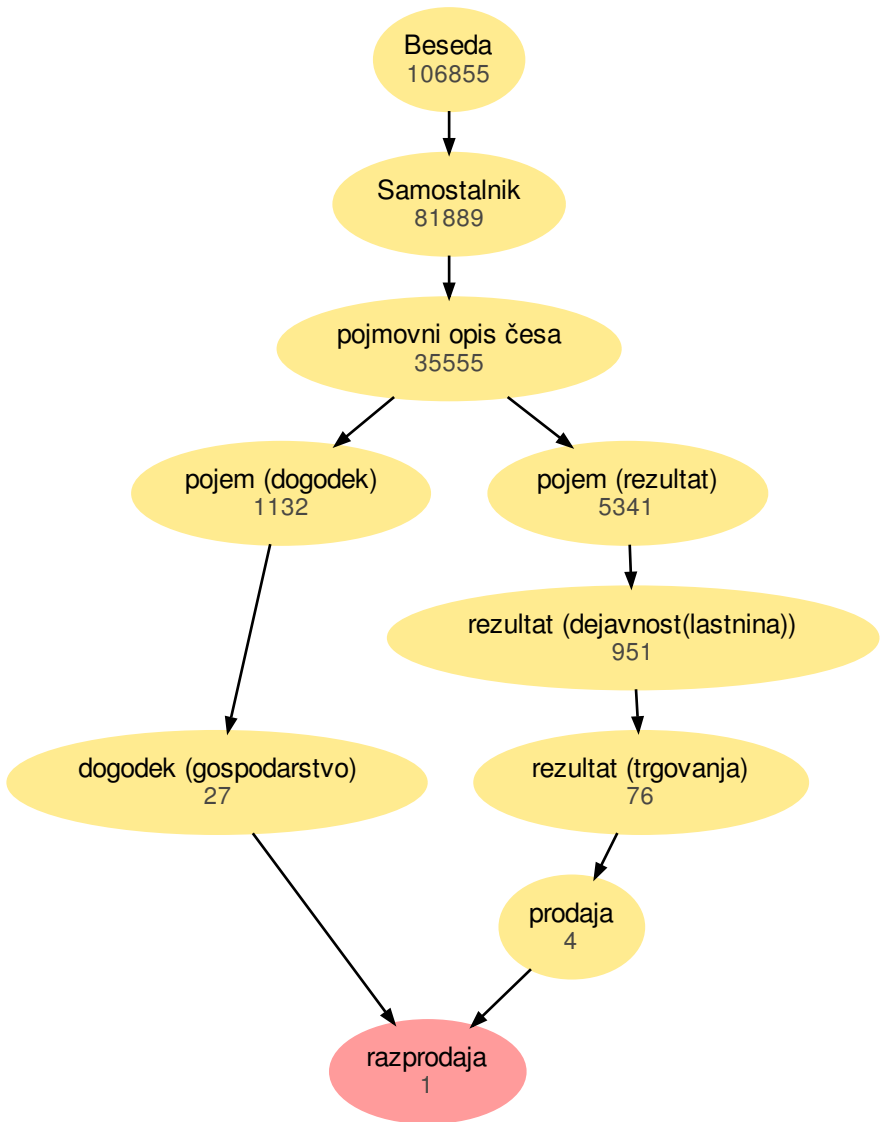 Beseda
106855
Samostalnik
81889
pojmovni opis česa
35555
pojem (dogodek)
1132
pojem (rezultat)
5341
rezultat (dejavnost(lastnina))
951
dogodek (gospodarstvo)
27
rezultat (trgovanja)
76
prodaja
4
razprodaja
1